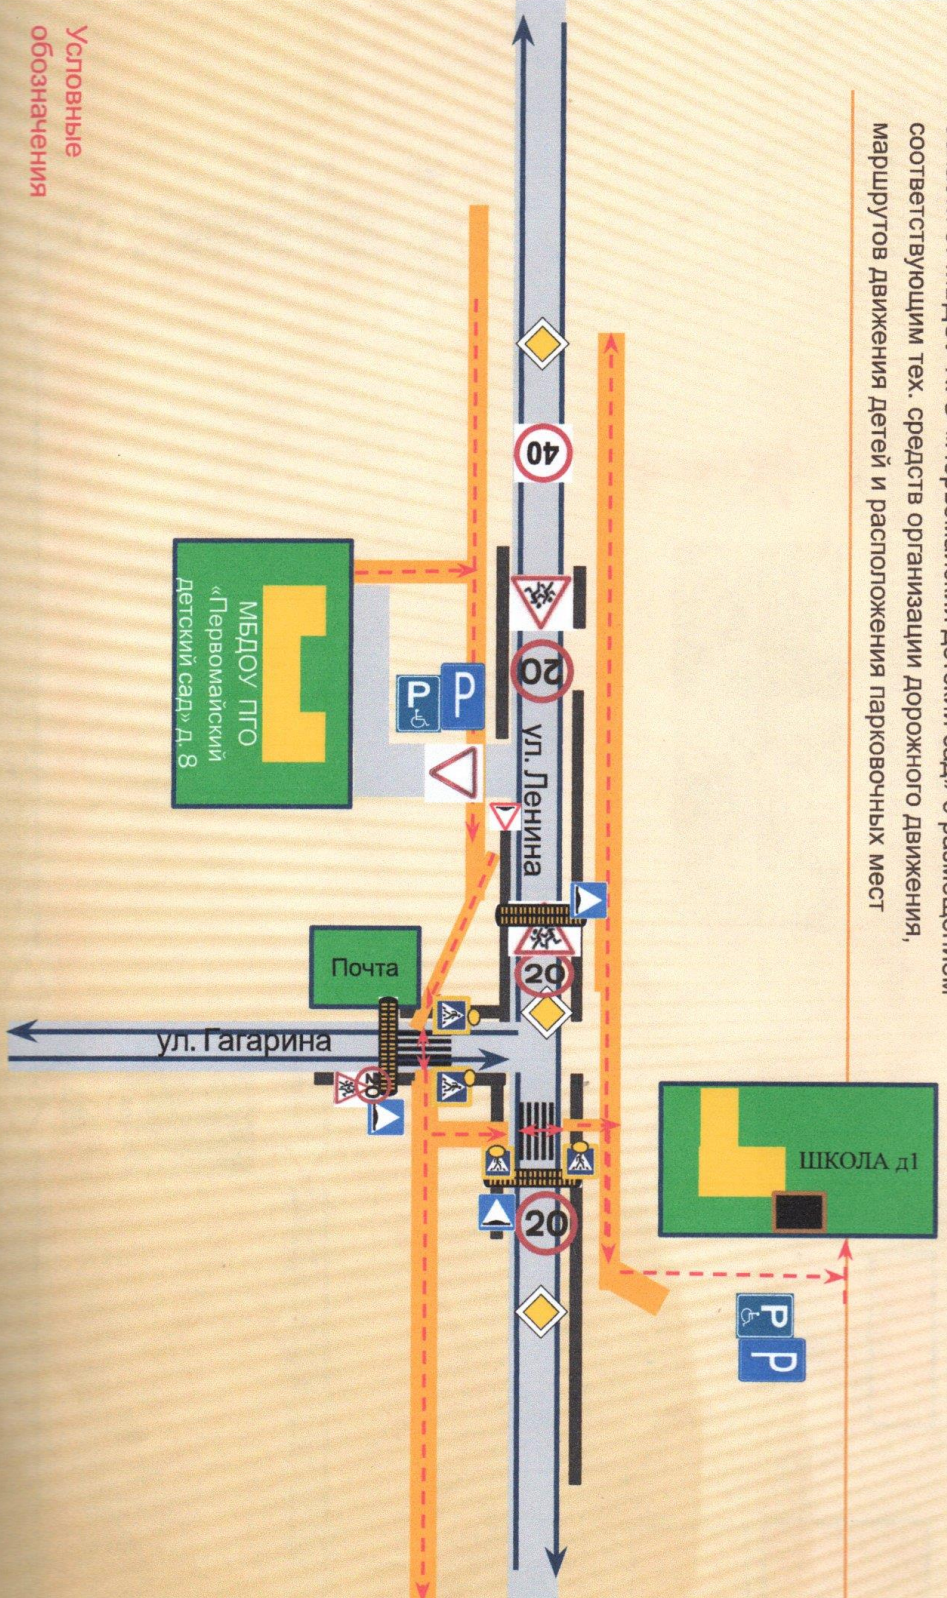 соответствующим тех. средств организации дорожного движения,
маршрутов движения детей и расположения парковочных мест
ШКОЛА д1
P
P
40
20
ул. Ленина
20
20
P
P
МБДОУ ПГО
«Первомайский
детский сад» д. 8
Почта
ул. Гагарина
20
Условные
обозначения